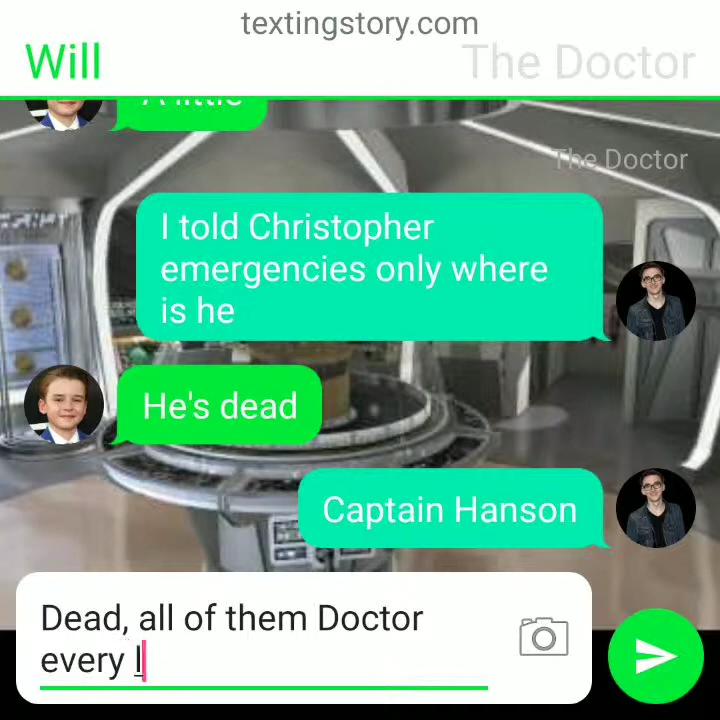 textingstory.com
Will
The Doctor
A little
The Doctor
I told Christopher
emergencies only where
is he
He's dead
Captain Hanson
Dead, all of them Doctor
every l